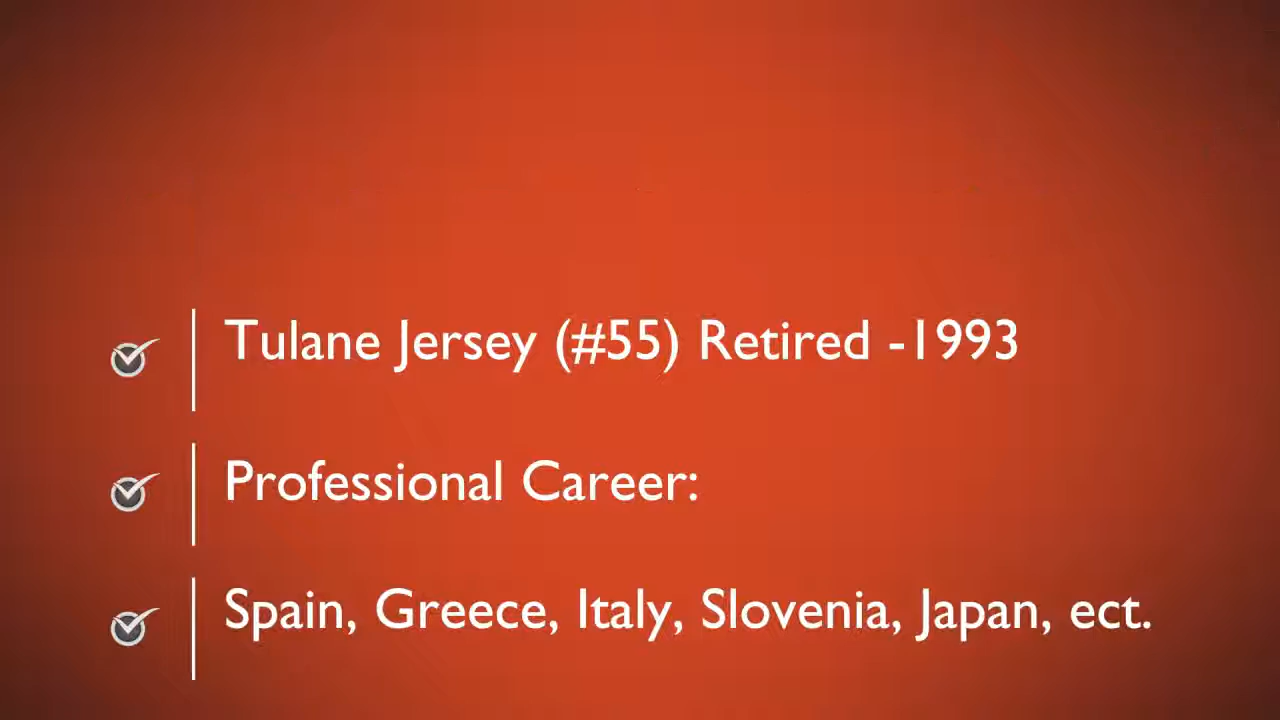 Tulane Jersey (#55) Retired -1993
Professional Career:
Spain, Greece, Italy, Slovenia, Japan, ect.